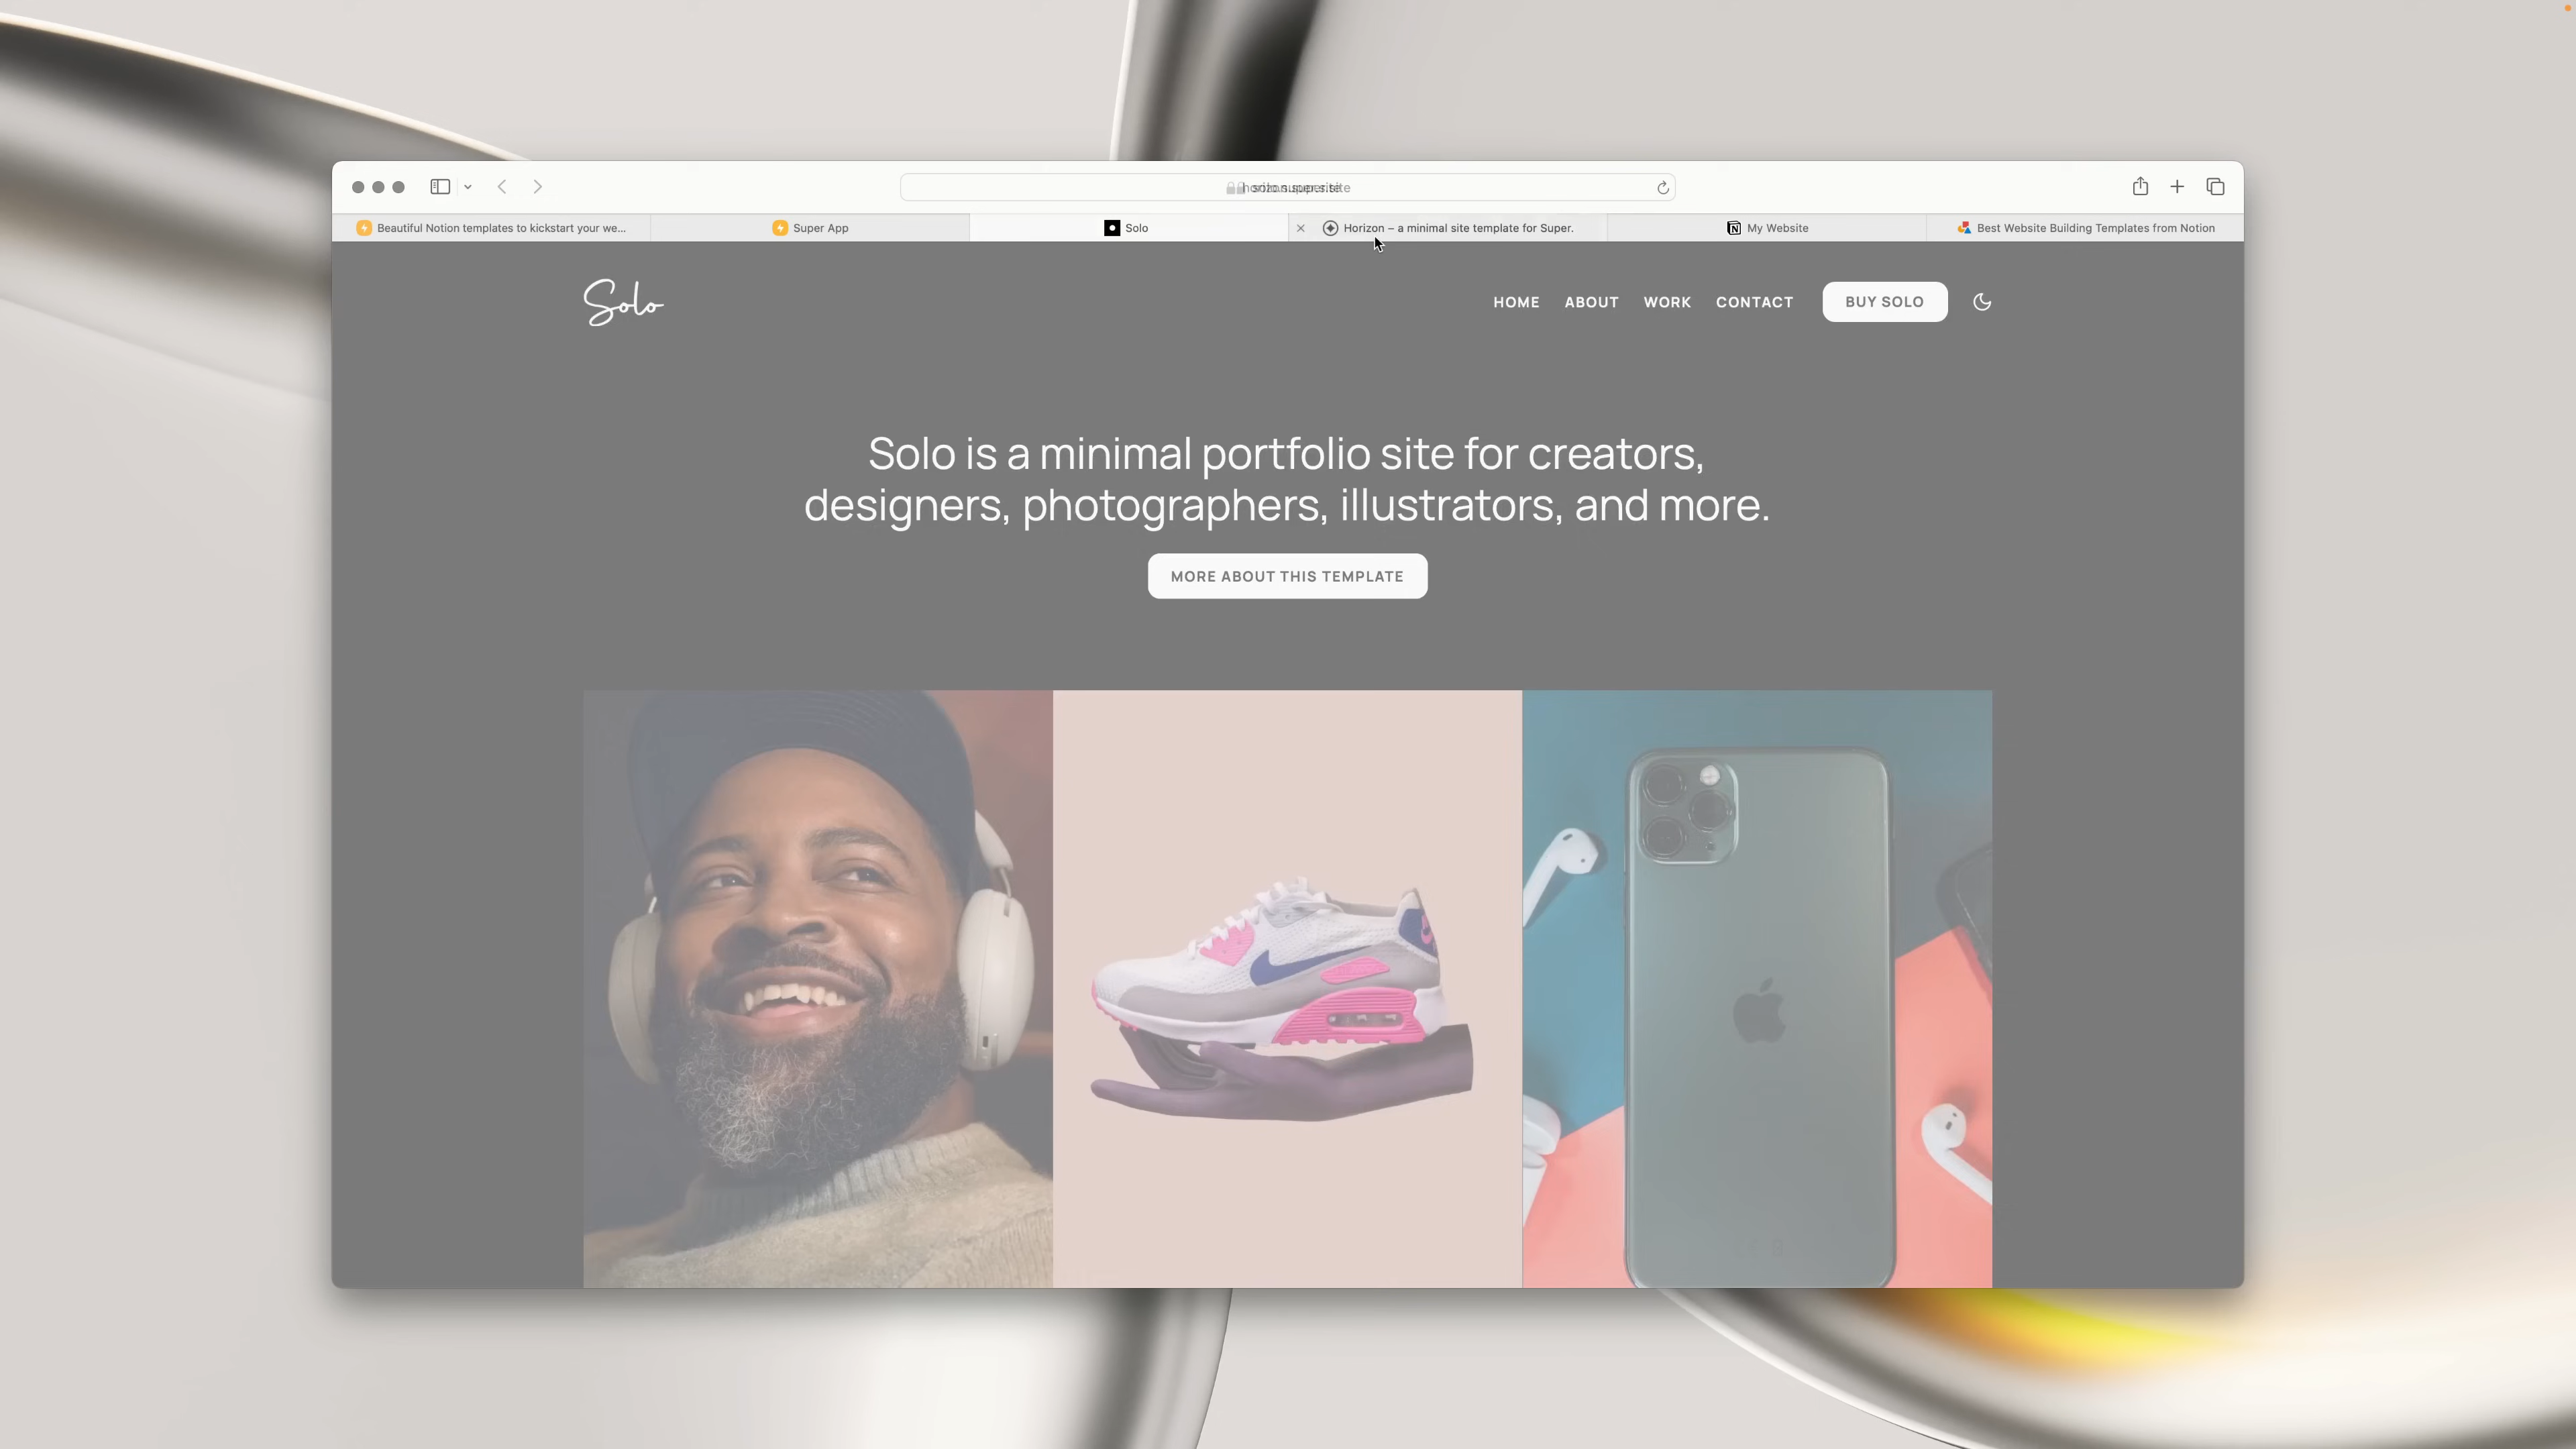 Beautiful Notion templates to kickstart your we...
Super App
Solo
Horizon – a minimal site template for Super.
My Website
Best Website Building Templates from Notion
Solo
HOME
ABOUT
WORK
CONTACT
BUY SOLO
Solo is a minimal portfolio site for creators,
designers, photographers, illustrators, and more.
MORE ABOUT THIS TEMPLATE